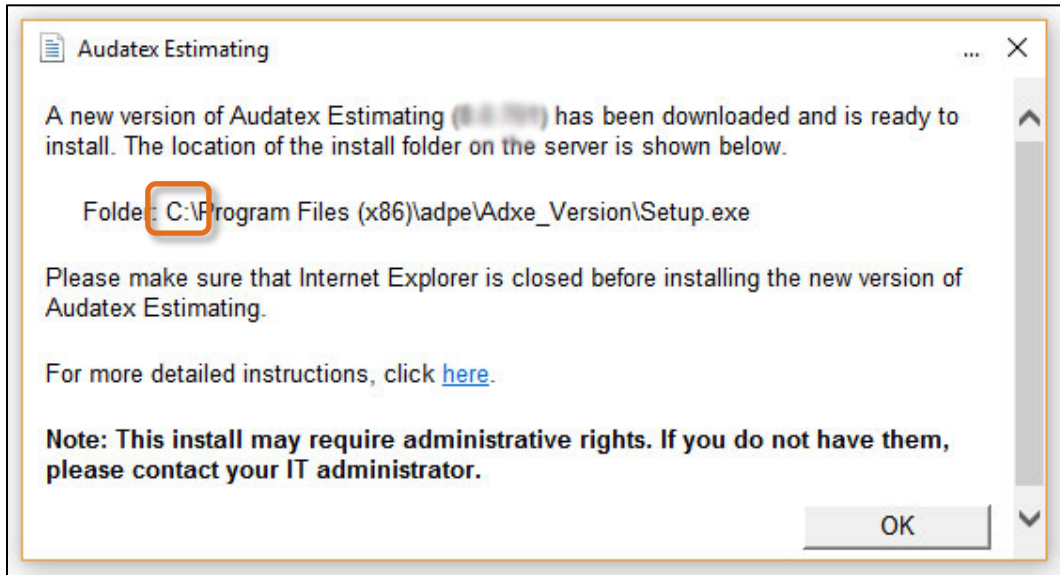 Audatex Estimating ...
A new version of Audatex Estimating ( ) has been downloaded and is ready to
install. The location of the install folder on the server is shown below.
Folder: C:\Program Files (x86)\adpe\Adxe_Version\Setup.exe
Please make sure that Internet Explorer is closed before installing the new version of
Audatex Estimating.
For more detailed instructions, click here.
Note: This install may require administrative rights. If you do not have them,
please contact your IT administrator.
OK